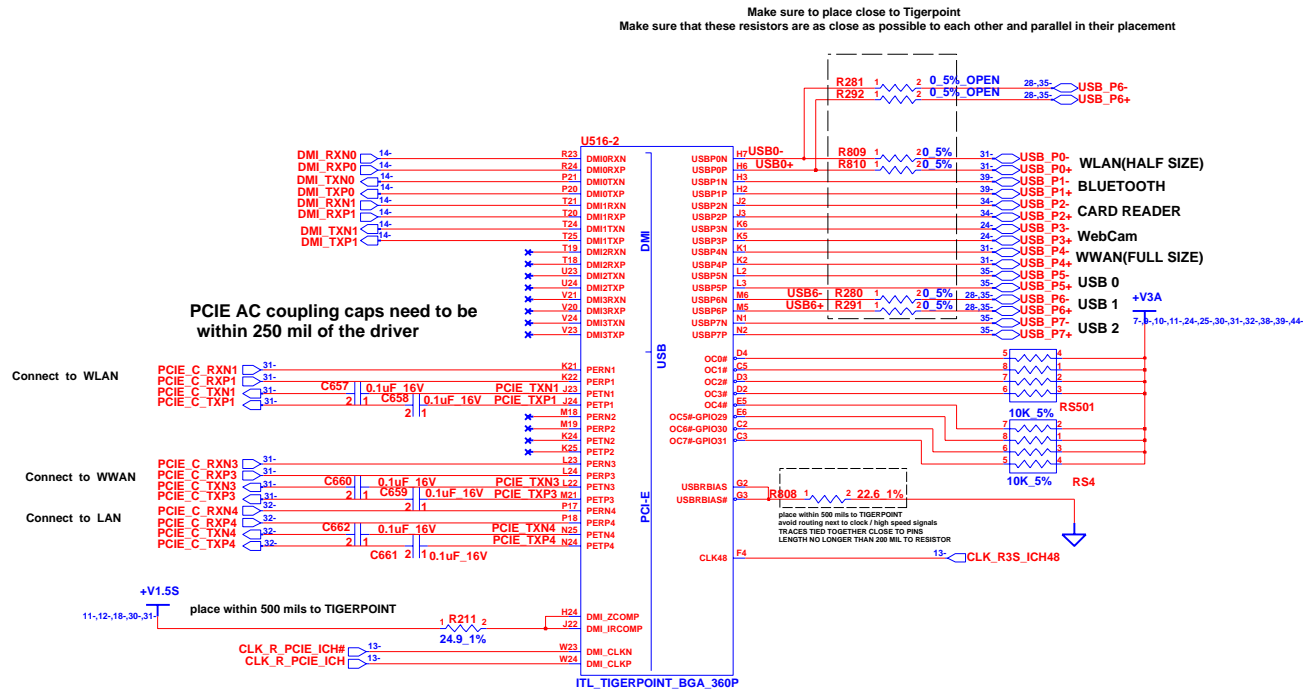 Make sure to place close to Tigerpoint
Make sure that these resistors are as close as possible to each other and parallel in their placement
R281 1 2 0_5%_OPEN 28-,35- USB_P6-
R292 1 2 0_5%_OPEN 28-,35- USB_P6+
U516-2
DMI_RXN0 14- R23 DMI0RXN
DMI_RXP0 14- R24 DMI0RXP
DMI_TXN0 14- P21 DMI0TXN
DMI_TXP0 14- P20 DMI0TXP
DMI_RXN1 14- T21 DMI1RXN
DMI_RXP1 14- T20 DMI1RXP
DMI_TXN1 14- T24 DMI1TXN
DMI_TXP1 14- T25 DMI1TXP
T19 DMI2RXN
T18 DMI2RXP
U23 DMI2TXN
U24 DMI2TXP
V21 DMI3RXN
V20 DMI3RXP
V24 DMI3TXN
V23 DMI3TXP
DMI
USB
PCI-E
USBP0N H7 USB0- R809 1 2 0_5% 31- USB_P0-
USBP0P H6 USB0+ R810 1 2 0_5% 31- USB_P0+
WLAN(HALF SIZE)
USBP1N H3 39- USB_P1-
USBP1P H2 39- USB_P1+
BLUETOOTH
USBP2N J2 34- USB_P2-
USBP2P J3 34- USB_P2+
CARD READER
USBP3N K6 24- USB_P3-
USBP3P K5 24- USB_P3+
WebCam
USBP4N K1 31- USB_P4-
USBP4P K2 31- USB_P4+
WWAN(FULL SIZE)
USBP5N L2 35- USB_P5-
USBP5P L3 35- USB_P5+
USB 0
USBP6N M6 USB6- R280 1 2 0_5% 28-,35- USB_P6-
USBP6P M5 USB6+ R291 1 2 0_5% 28-,35- USB_P6+
USB 1
USBP7N N1 35- USB_P7-
USBP7P N2 35- USB_P7+
USB 2
+V3A
7-,9-,10-,11-,24-,25-,30-,31-,32-,38-,39-,44-
PCIE AC coupling caps need to be
within 250 mil of the driver
Connect to WLAN
PCIE_C_RXN1 31- K21 PERN1
PCIE_C_RXP1 31- K22 PERP1
PCIE_C_TXN1 31- C657 2 1 0.1uF_16V PCIE_TXN1 J23 PETN1
PCIE_C_TXP1 31- C658 2 1 0.1uF_16V PCIE_TXP1 J24 PETP1
M18 PERN2
M19 PERP2
K24 PETN2
K25 PETP2
Connect to WWAN
PCIE_C_RXN3 31- L23 PERN3
PCIE_C_RXP3 31- L24 PERP3
PCIE_C_TXN3 31- C660 2 1 0.1uF_16V PCIE_TXN3 L22 PETN3
PCIE_C_TXP3 31- C659 2 1 0.1uF_16V PCIE_TXP3 M21 PETP3
Connect to LAN
PCIE_C_RXN4 32- P17 PERN4
PCIE_C_RXP4 32- P18 PERP4
PCIE_C_TXN4 32- C662 2 1 0.1uF_16V PCIE_TXN4 N25 PETN4
PCIE_C_TXP4 32- C661 2 1 0.1uF_16V PCIE_TXP4 N24 PETP4
OC0# D4 5 4
OC1# C5 8 1
OC2# D3 7 2
OC3# D2 6 3
RS501
10K_5%
OC4# E5 7 2
OC5#-GPIO29 E6 8 1
OC6#-GPIO30 C2 6 3
OC7#-GPIO31 C3 5 4
10K_5%
RS4
USBRBIAS G2
USBRBIAS# G3 R808 1 2 22.6_1%
place within 500 mils to TIGERPOINT
avoid routing next to clock / high speed signals
TRACES TIED TOGETHER CLOSE TO PINS
LENGTH NO LONGER THAN 200 MIL TO RESISTOR
CLK48 F4 13- CLK_R3S_ICH48
+V1.5S
11-,12-,18-,30-,31-
place within 500 mils to TIGERPOINT
R211 1 2 24.9_1%
H24 DMI_ZCOMP
J22 DMI_IRCOMP
CLK_R_PCIE_ICH# 13- W23 DMI_CLKN
CLK_R_PCIE_ICH 13- W24 DMI_CLKP
ITL_TIGERPOINT_BGA_360P